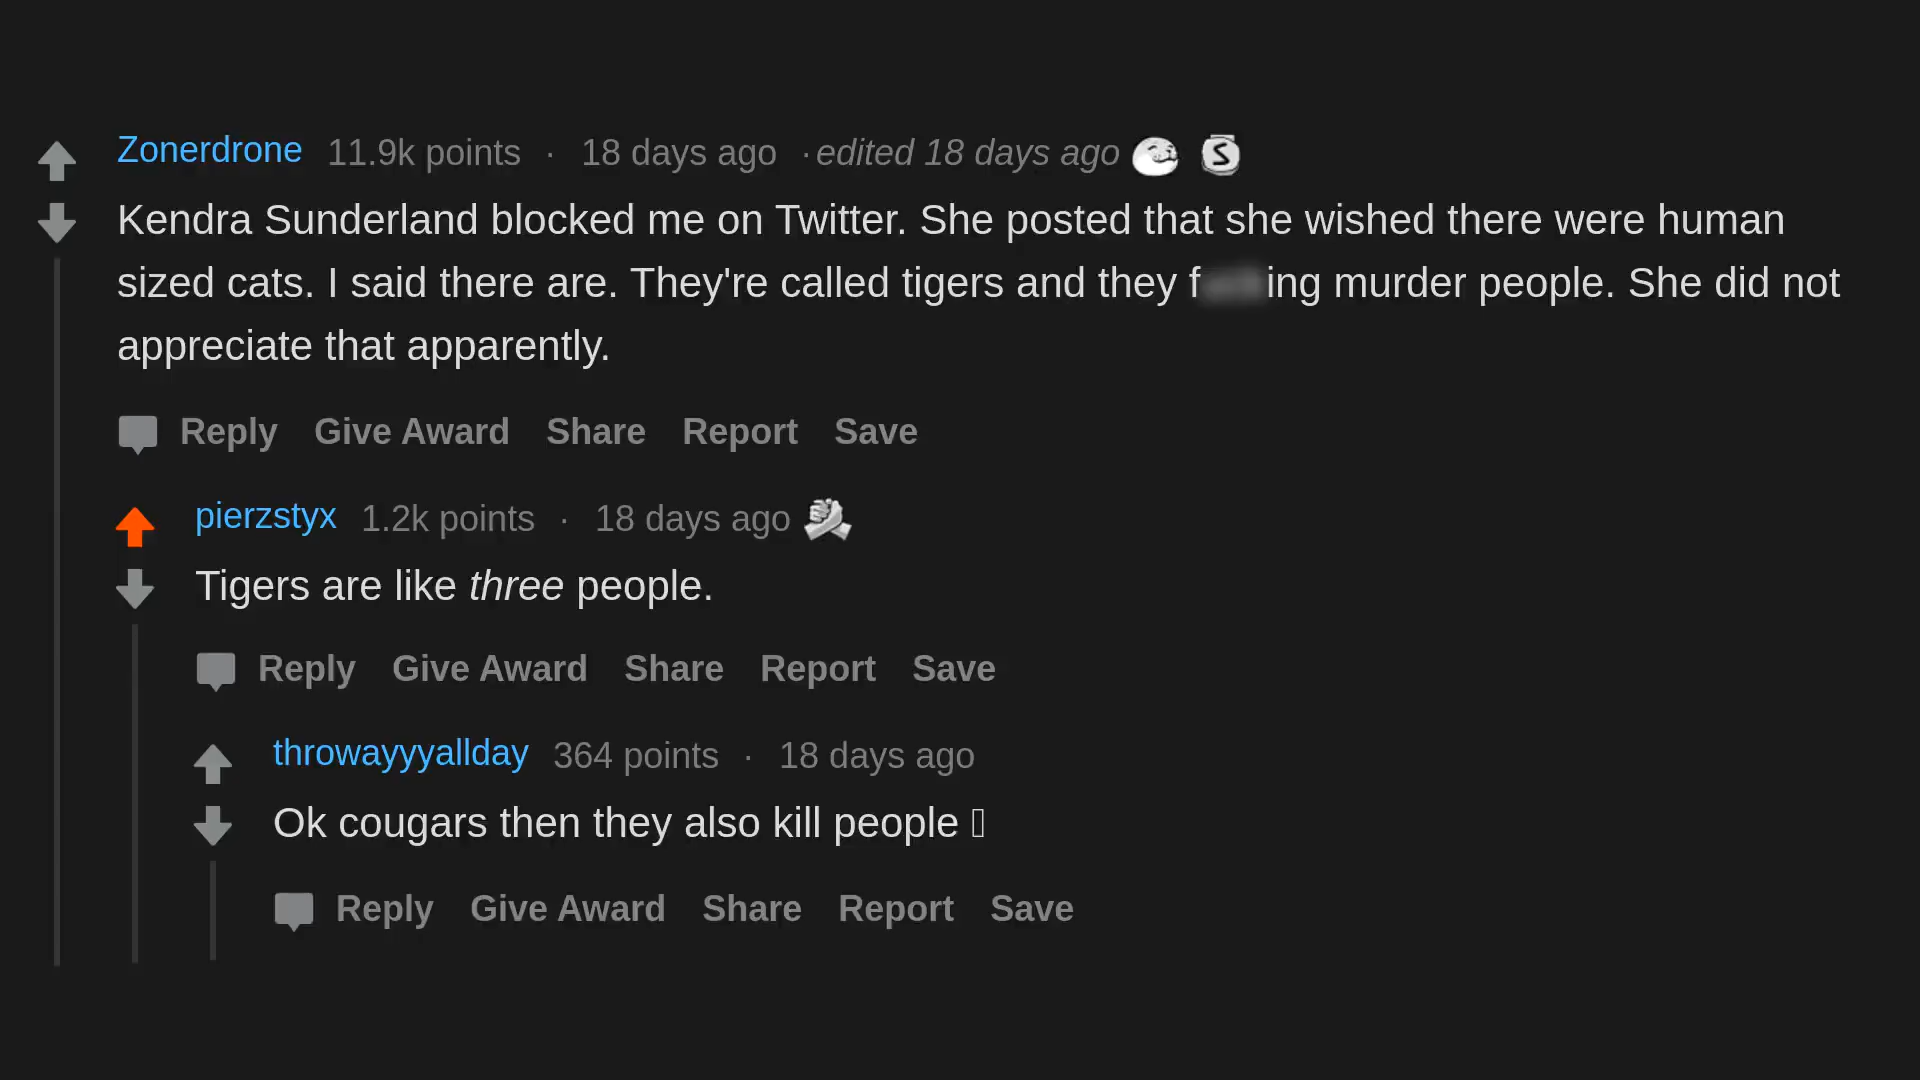 Zonerdrone 11.9k points · 18 days ago · edited 18 days ago
Kendra Sunderland blocked me on Twitter. She posted that she wished there were human
sized cats. I said there are. They're called tigers and they f ing murder people. She did not
appreciate that apparently.
Reply Give Award Share Report Save
pierzstyx 1.2k points · 18 days ago
Tigers are like three people.
Reply Give Award Share Report Save
throwayyyallday 364 points · 18 days ago
Ok cougars then they also kill people
Reply Give Award Share Report Save